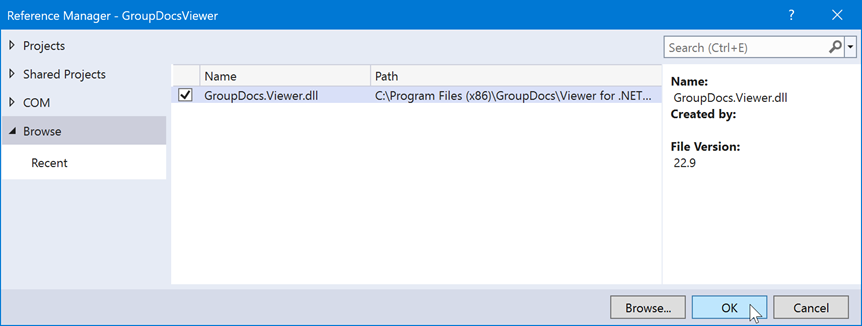 Reference Manager - GroupDocsViewer
?
Projects
Shared Projects
COM
Browse
Recent
Name Path
GroupDocs.Viewer.dll C:\Program Files (x86)\GroupDocs\Viewer for .NET...
Search (Ctrl+E)
Name:
GroupDocs.Viewer.dll
Created by:
File Version:
22.9
Browse... OK Cancel